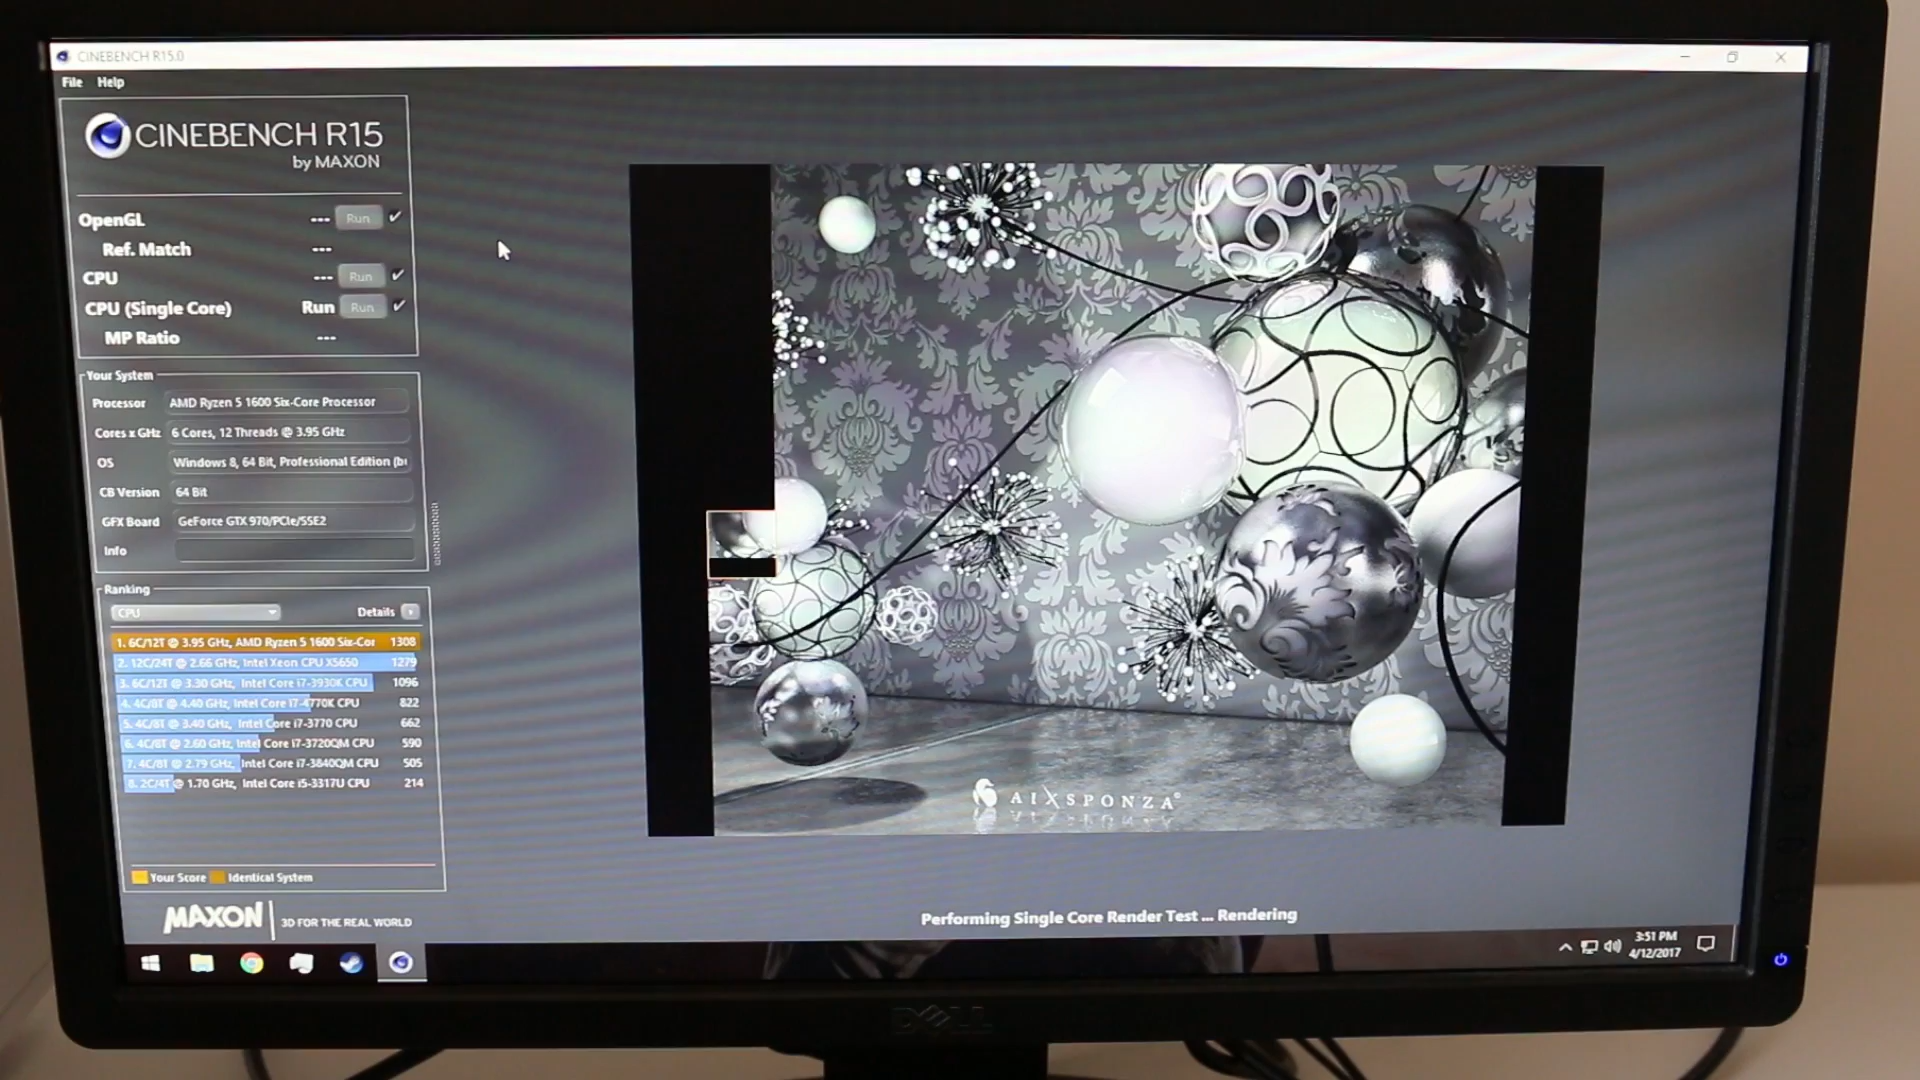 CINEBENCH R15.0
File Help
CINEBENCH R15
by MAXON
OpenGL --- Run
Ref. Match ---
CPU --- Run
CPU (Single Core) Run Run
MP Ratio ---
Your System
Processor AMD Ryzen 5 1600 Six-Core Processor
Cores x GHz 6 Cores, 12 Threads @ 3.95 GHz
OS Windows 8, 64 Bit, Professional Edition (bu
CB Version 64 Bit
GFX Board GeForce GTX 970/PCIe/SSE2
Info
Ranking
CPU Details
1. 6C/12T @ 3.95 GHz, AMD Ryzen 5 1600 Six-Cor 1308
2. 12C/24T @ 2.66 GHz, Intel Xeon CPU X5650 1279
3. 6C/12T @ 3.30 GHz, Intel Core i7-3930K CPU 1096
4. 4C/8T @ 4.40 GHz, Intel Core i7-4770K CPU 822
5. 4C/8T @ 3.40 GHz, Intel Core i7-3770 CPU 662
6. 4C/8T @ 2.60 GHz, Intel Core i7-3720QM CPU 590
7. 4C/8T @ 2.79 GHz, Intel Core i7-3840QM CPU 505
8. 2C/4T @ 1.70 GHz, Intel Core i5-3317U CPU 214
Your Score Identical System
MAXON 3D FOR THE REAL WORLD
AIXSPONZA
Performing Single Core Render Test ... Rendering
3:51 PM
4/12/2017
DELL